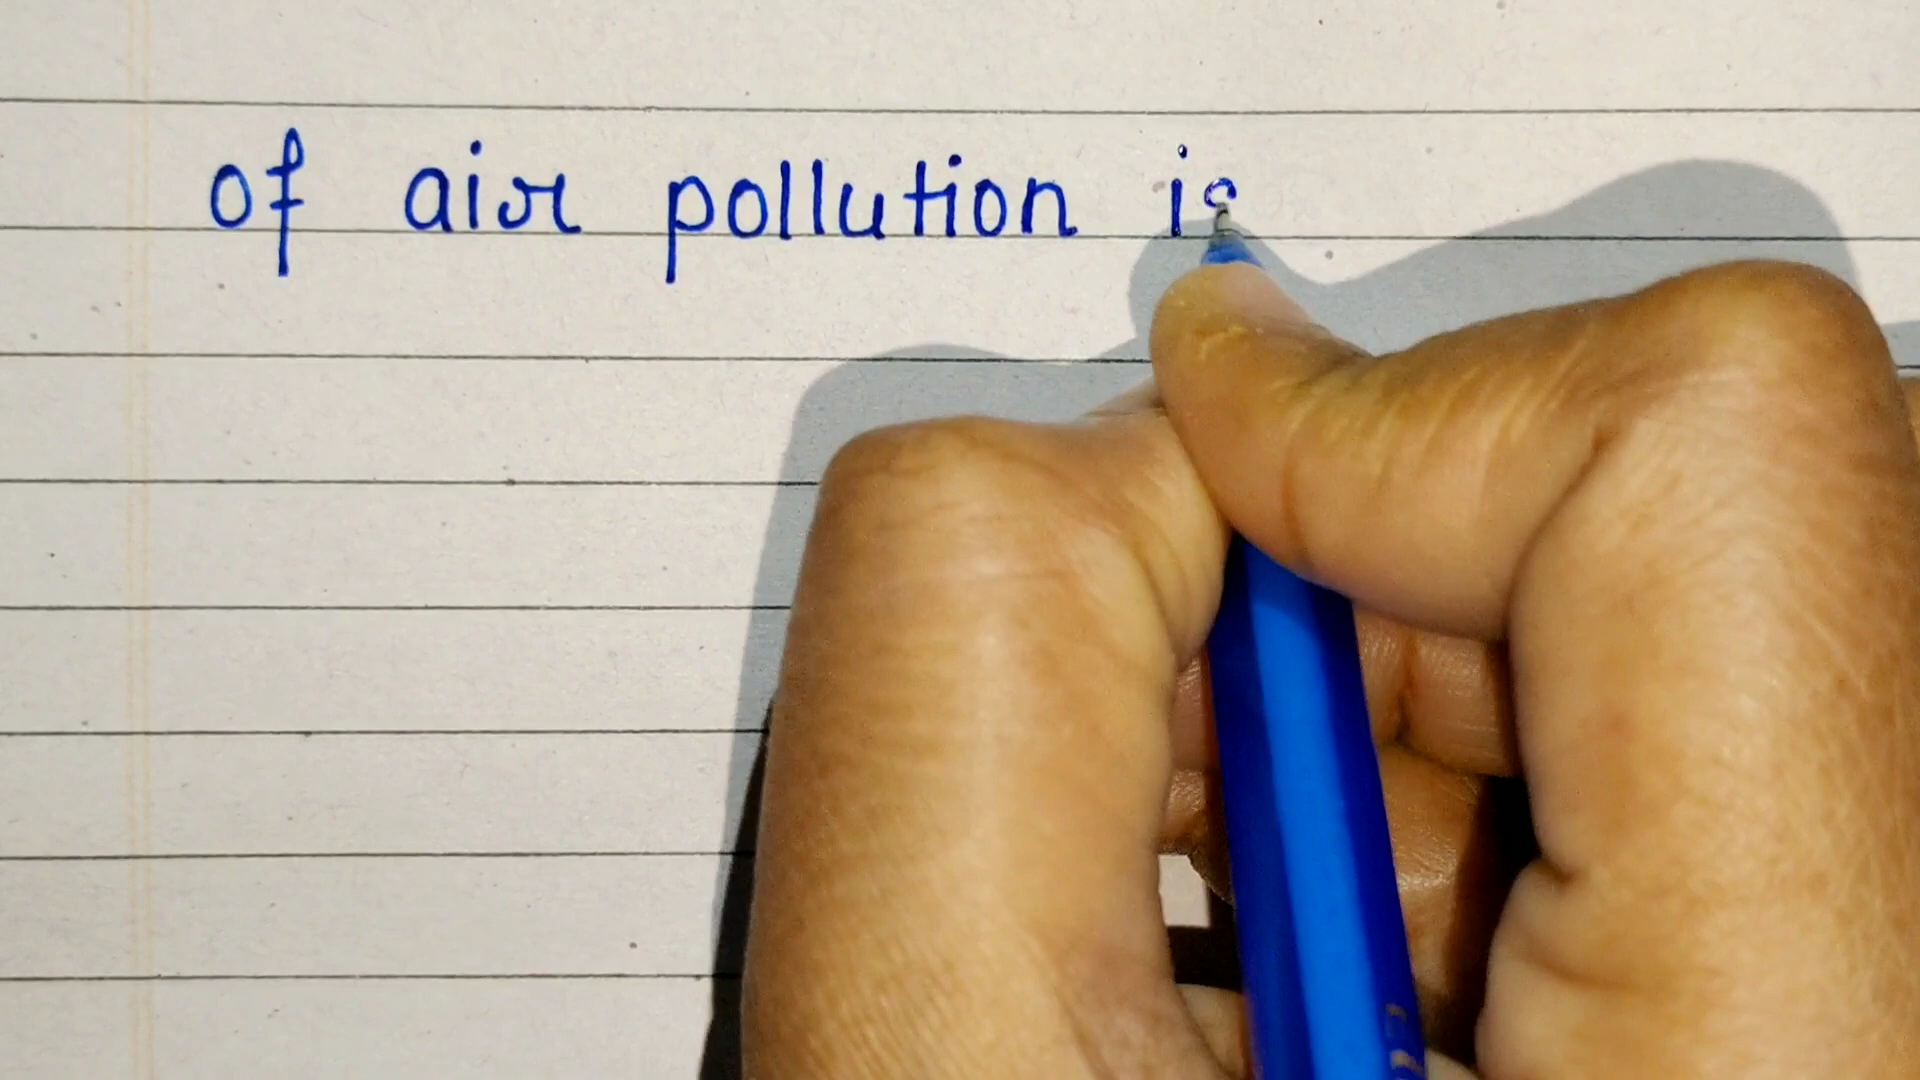 of air pollution is